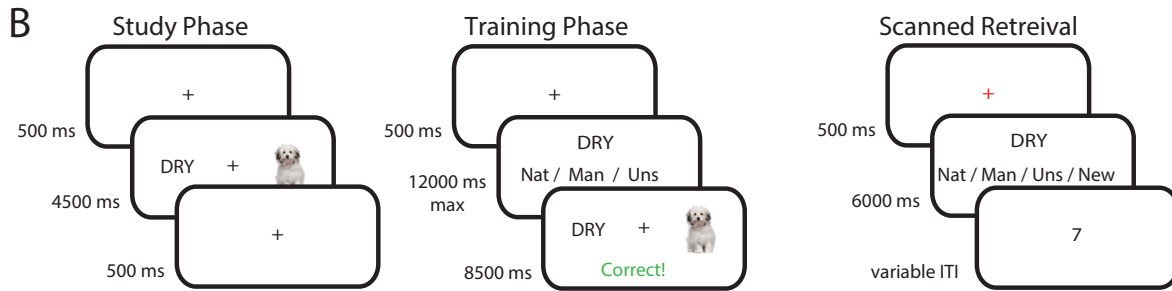 B
Study Phase
+
500 ms
DRY +
4500 ms
+
500 ms
Training Phase
+
500 ms
DRY
Nat / Man / Uns
12000 ms
max
DRY +
Correct!
8500 ms
Scanned Retreival
+
500 ms
DRY
Nat / Man / Uns / New
6000 ms
7
variable ITI